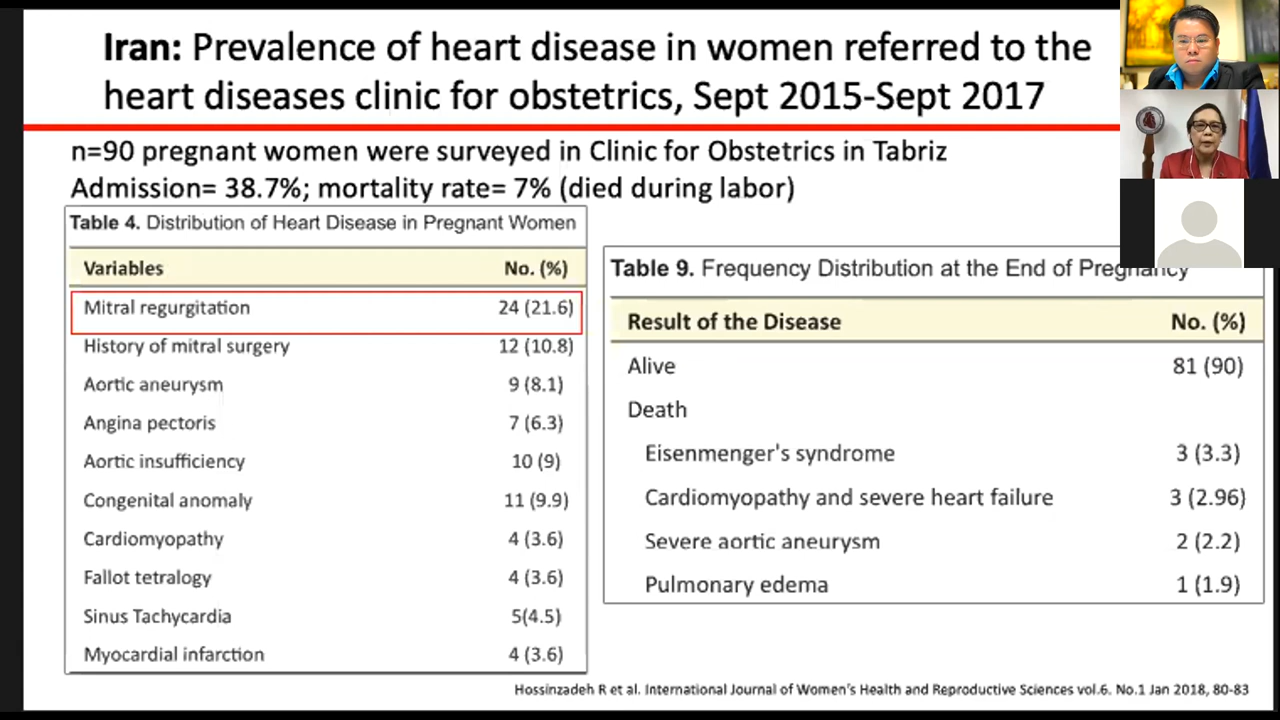 Iran: Prevalence of heart disease in women referred to the
heart diseases clinic for obstetrics, Sept 2015-Sept 2017
n=90 pregnant women were surveyed in Clinic for Obstetrics in Tabriz
Admission= 38.7%; mortality rate= 7% (died during labor)
Table 4. Distribution of Heart Disease in Pregnant Women
Variables No. (%)
Mitral regurgitation 24 (21.6)
History of mitral surgery 12 (10.8)
Aortic aneurysm 9 (8.1)
Angina pectoris 7 (6.3)
Aortic insufficiency 10 (9)
Congenital anomaly 11 (9.9)
Cardiomyopathy 4 (3.6)
Fallot tetralogy 4 (3.6)
Sinus Tachycardia 5(4.5)
Myocardial infarction 4 (3.6)
Table 9. Frequency Distribution at the End of Pregnancy
Result of the Disease No. (%)
Alive 81 (90)
Death
Eisenmenger's syndrome 3 (3.3)
Cardiomyopathy and severe heart failure 3 (2.96)
Severe aortic aneurysm 2 (2.2)
Pulmonary edema 1 (1.9)
Hossinzadeh R et al. International Journal of Women's Health and Reproductive Sciences vol.6. No.1 Jan 2018, 80-83